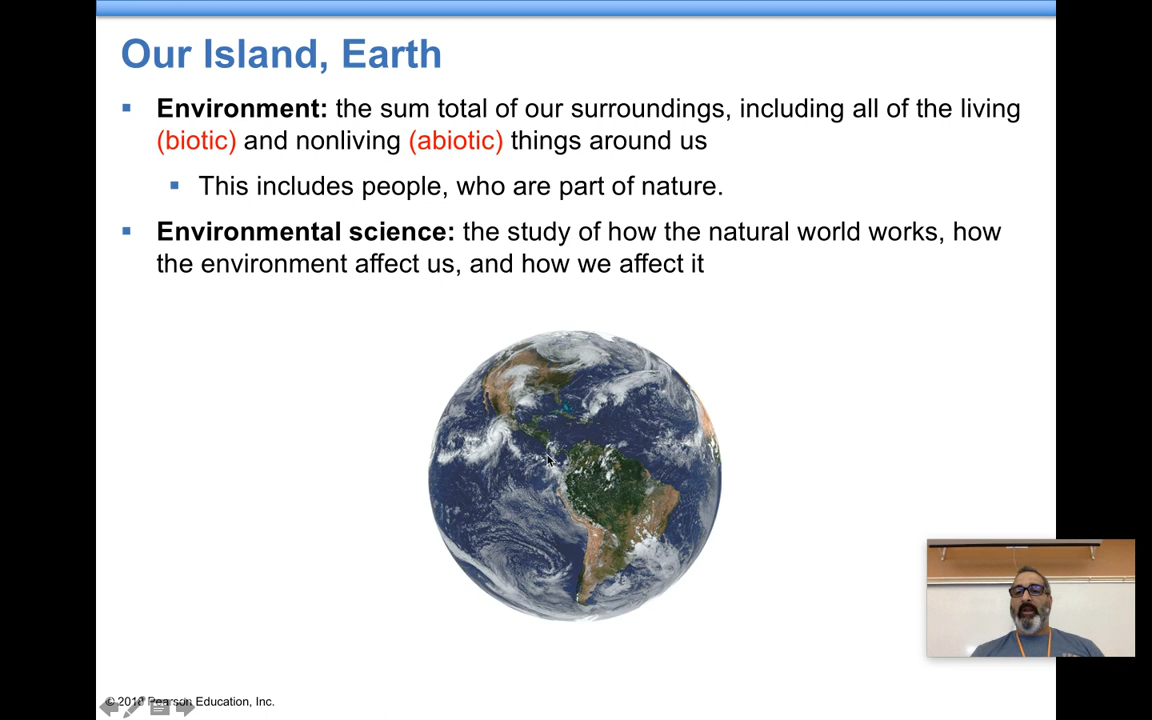 Our Island, Earth
Environment: the sum total of our surroundings, including all of the living
(biotic) and nonliving (abiotic) things around us
This includes people, who are part of nature.
Environmental science: the study of how the natural world works, how
the environment affect us, and how we affect it
© 2018 Pearson Education, Inc.